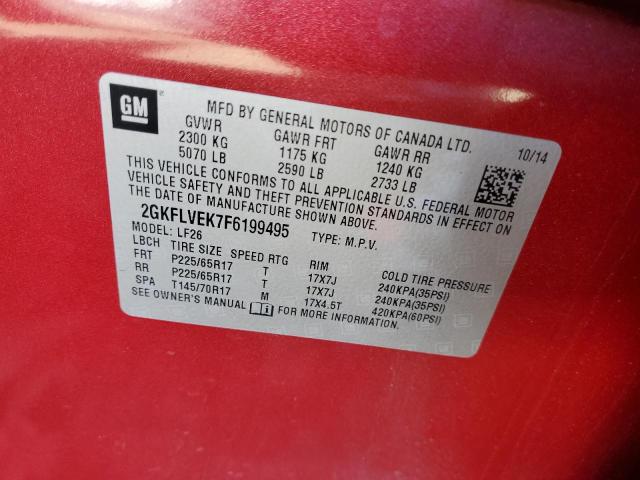 GM
MFD BY GENERAL MOTORS OF CANADA LTD.
GVWR GAWR FRT GAWR RR 10/14
2300 KG 1175 KG 1240 KG
5070 LB 2590 LB 2733 LB
THIS VEHICLE CONFORMS TO ALL APPLICABLE U.S. FEDERAL MOTOR
VEHICLE SAFETY AND THEFT PREVENTION STANDARDS IN EFFECT ON
THE DATE OF MANUFACTURE SHOWN ABOVE.
2GKFLVEK7F6199495 TYPE: M.P.V.
MODEL: LF26
LBCH TIRE SIZE SPEED RTG RIM COLD TIRE PRESSURE
FRT P225/65R17 T 17X7J 240KPA(35PSI)
RR P225/65R17 T 17X7J 240KPA(35PSI)
SPA T145/70R17 M 17X4.5T 420KPA(60PSI)
SEE OWNER'S MANUAL FOR MORE INFORMATION.